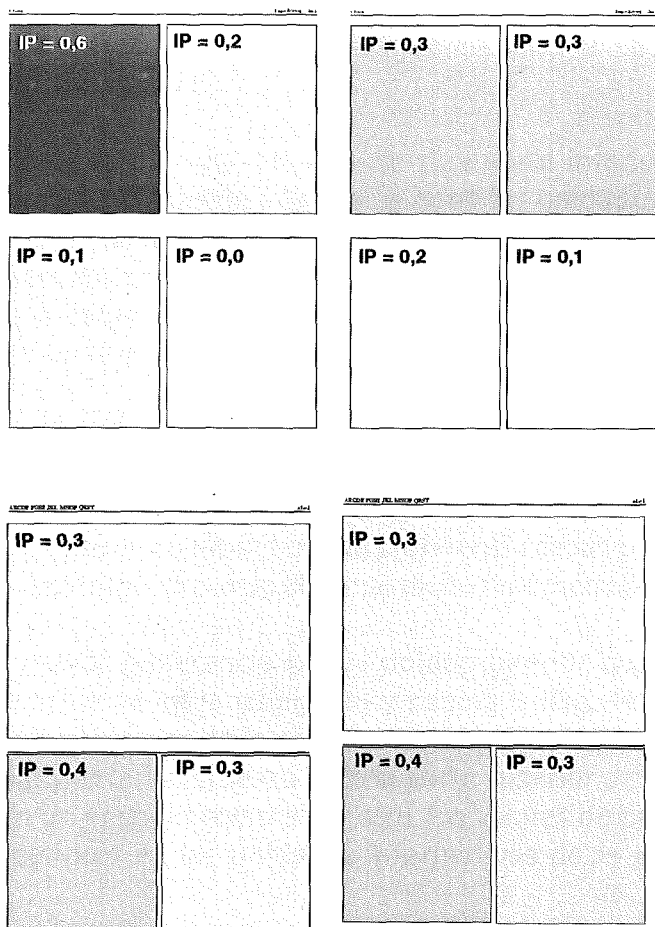 IP = 0,6
IP = 0,2
IP = 0,3
IP = 0,3
IP = 0,1
IP = 0,0
IP = 0,2
IP = 0,1
IP = 0,3
IP = 0,3
IP = 0,4
IP = 0,3
IP = 0,4
IP = 0,3